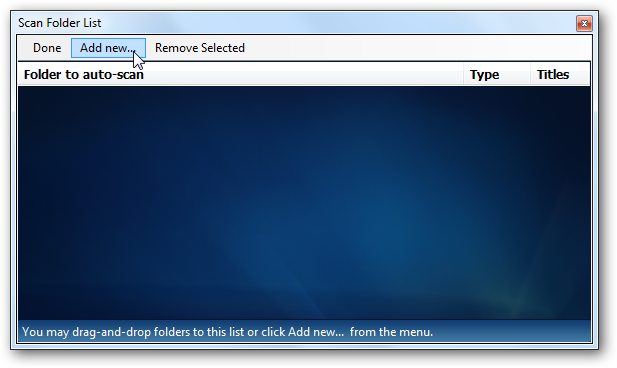 Scan Folder List
Done Add new... Remove Selected
Folder to auto-scan Type Titles
You may drag-and-drop folders to this list or click Add new... from the menu.